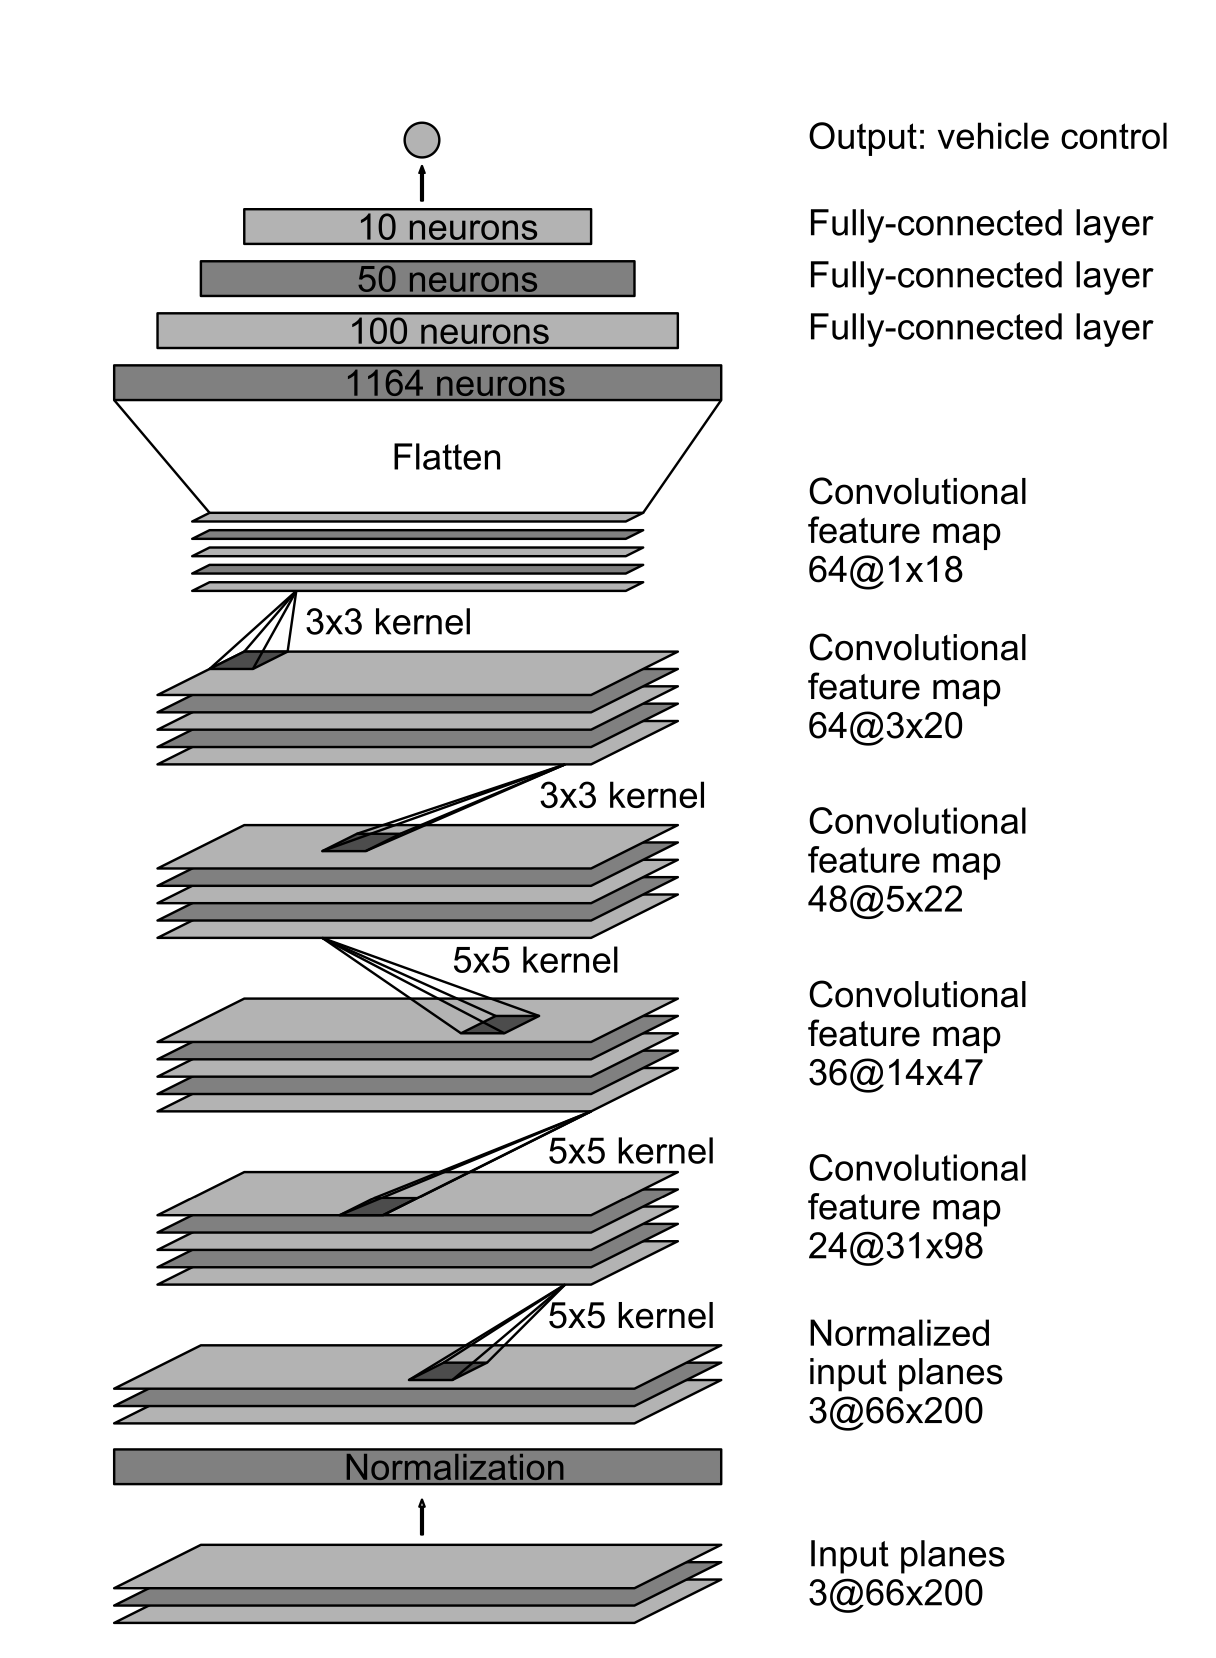 Output: vehicle control
10 neurons
Fully-connected layer
50 neurons
Fully-connected layer
100 neurons
Fully-connected layer
1164 neurons
Flatten
Convolutional
feature map
64@1x18
3x3 kernel
Convolutional
feature map
64@3x20
3x3 kernel
Convolutional
feature map
48@5x22
5x5 kernel
Convolutional
feature map
36@14x47
5x5 kernel
Convolutional
feature map
24@31x98
5x5 kernel
Normalized
input planes
3@66x200
Normalization
Input planes
3@66x200